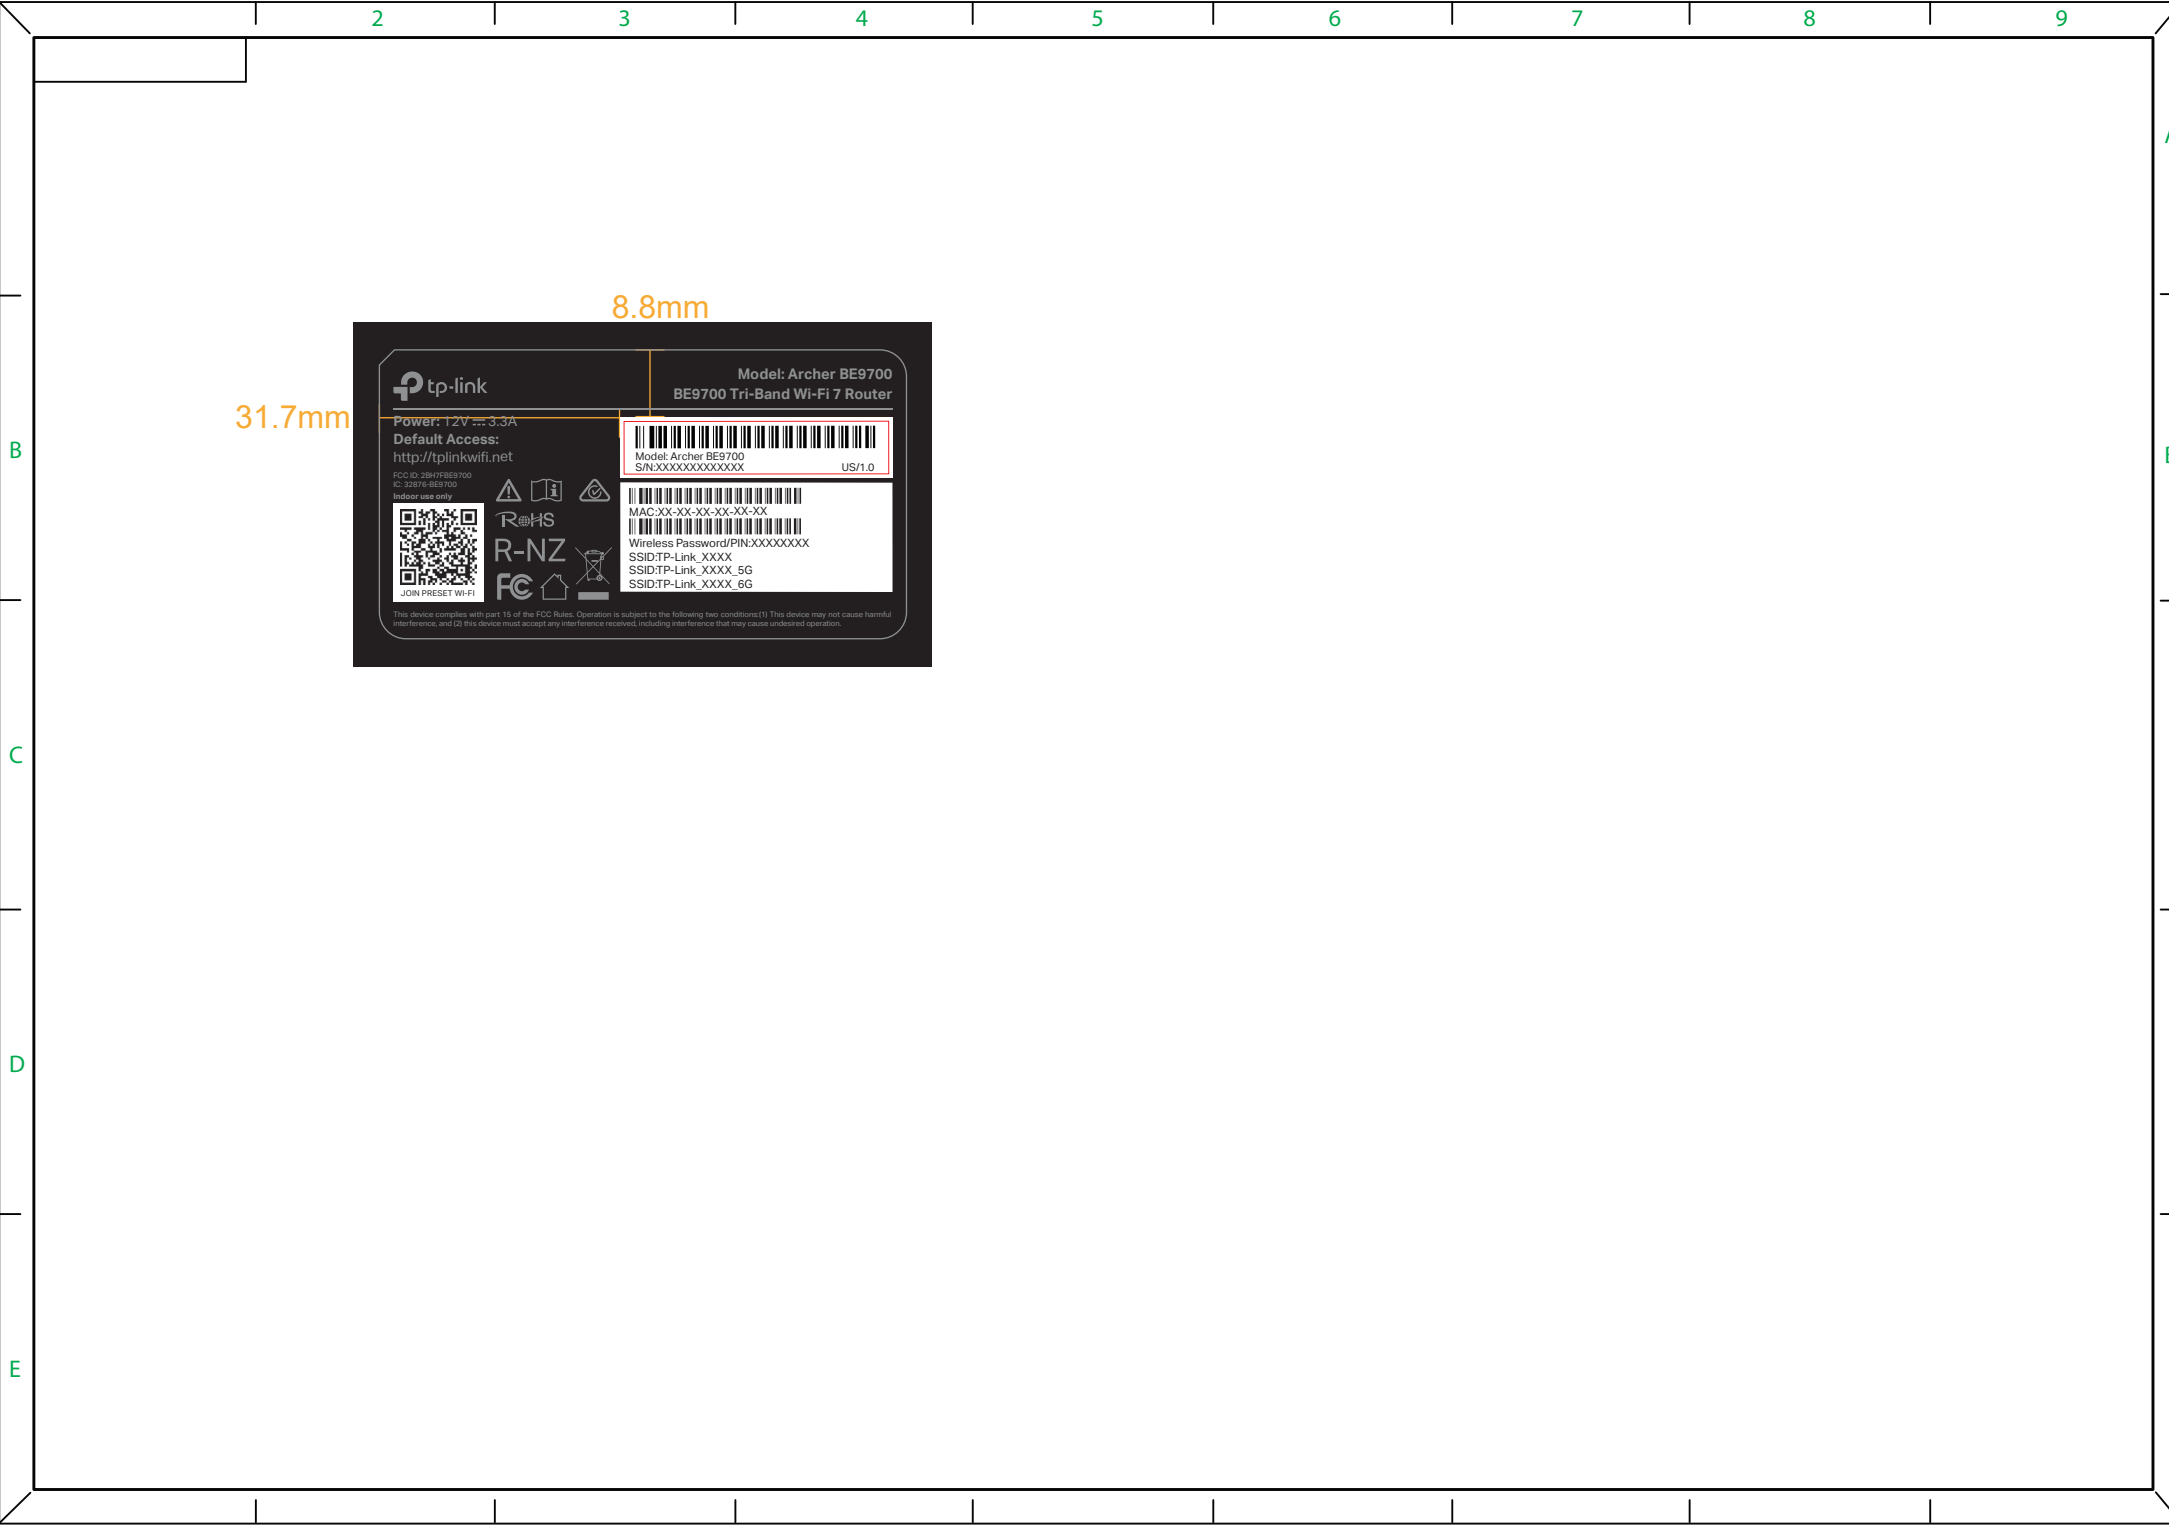 2 3 4 5 6 7 8 9
A
8.8mm
tp-link
Model: Archer BE9700
BE9700 Tri-Band Wi-Fi 7 Router
31.7mm
Power: 12V 3.3A
Default Access:
http://tplinkwifi.net
FCC ID: 2BH7FBE9700
IC: 32876-BE9700
Indoor use only
JOIN PRESET WI-FI
RoHS
R-NZ
FC
Model: Archer BE9700
S/N:XXXXXXXXXXXXX US/1.0
MAC:XX-XX-XX-XX-XX-XX
Wireless Password/PIN:XXXXXXXX
SSID:TP-Link_XXXX
SSID:TP-Link_XXXX_5G
SSID:TP-Link_XXXX_6G
This device complies with part 15 of the FCC Rules. Operation is subject to the following two conditions:(1) This device may not cause harmful
interference, and (2) this device must accept any interference received, including interference that may cause undesired operation.
B B
C
D
E